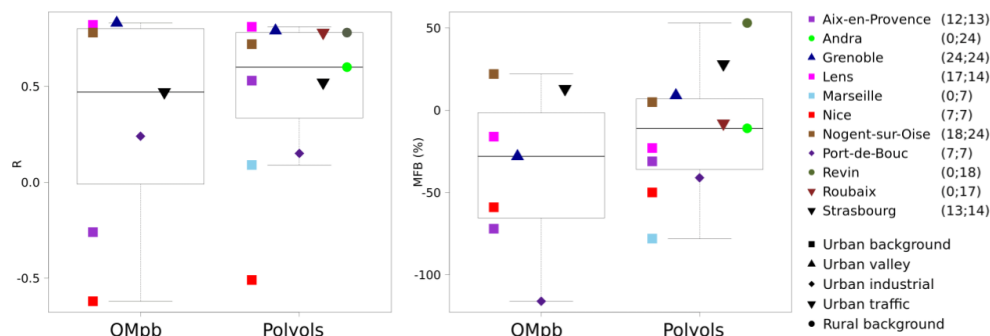 R
0.5
0.0
-0.5
OMpb
Polyols
MFB (%)
50
0
-50
-100
OMpb
Polyols
Aix-en-Provence (12;13)
Andra (0;24)
Grenoble (24;24)
Lens (17;14)
Marseille (0;7)
Nice (7;7)
Nogent-sur-Oise (18;24)
Port-de-Bouc (7;7)
Revin (0;18)
Roubaix (0;17)
Strasbourg (13;14)
Urban background
Urban valley
Urban industrial
Urban traffic
Rural background